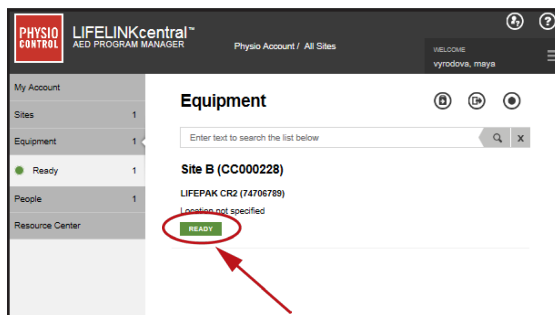 PHYSIO
CONTROL
LIFELINKcentral™
AED PROGRAM MANAGER
Physio Account / All Sites
WELCOME
vyrodova, maya
My Account
Sites 1
Equipment 1
Ready 1
People 1
Resource Center
Equipment
Enter text to search the list below
X
Site B (CC000228)
LIFEPAK CR2 (74706789)
Location not specified
READY